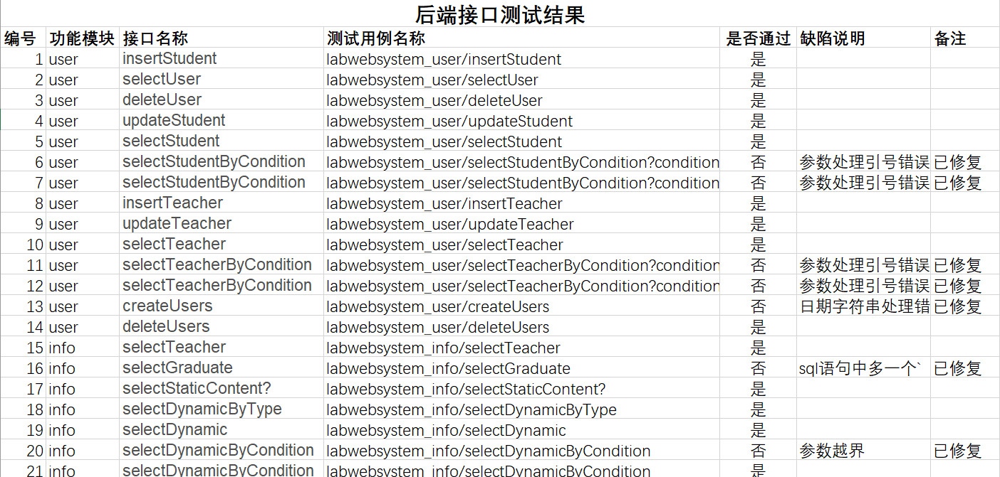 后端接口测试结果
编号 功能模块 接口名称 测试用例名称 是否通过 缺陷说明 备注
1 user insertStudent labwebsystem_user/insertStudent 是
2 user selectUser labwebsystem_user/selectUser 是
3 user deleteUser labwebsystem_user/deleteUser 是
4 user updateStudent labwebsystem_user/updateStudent 是
5 user selectStudent labwebsystem_user/selectStudent 是
6 user selectStudentByCondition labwebsystem_user/selectStudentByCondition?condition 否 参数处理引号错误 已修复
7 user selectStudentByCondition labwebsystem_user/selectStudentByCondition?condition 否 参数处理引号错误 已修复
8 user insertTeacher labwebsystem_user/insertTeacher 是
9 user updateTeacher labwebsystem_user/updateTeacher 是
10 user selectTeacher labwebsystem_user/selectTeacher 是
11 user selectTeacherByCondition labwebsystem_user/selectTeacherByCondition?condition 否 参数处理引号错误 已修复
12 user selectTeacherByCondition labwebsystem_user/selectTeacherByCondition?condition 否 参数处理引号错误 已修复
13 user createUsers labwebsystem_user/createUsers 否 日期字符串处理错 已修复
14 user deleteUsers labwebsystem_user/deleteUsers 是
15 info selectTeacher labwebsystem_info/selectTeacher 是
16 info selectGraduate labwebsystem_info/selectGraduate 否 sql语句中多一个` 已修复
17 info selectStaticContent? labwebsystem_info/selectStaticContent? 是
18 info selectDynamicByType labwebsystem_info/selectDynamicByType 是
19 info selectDynamic labwebsystem_info/selectDynamic 是
20 info selectDynamicByCondition labwebsystem_info/selectDynamicByCondition 否 参数越界 已修复
21 info selectDynamicByCondition labwebsystem_info/selectDynamicByCondition 是